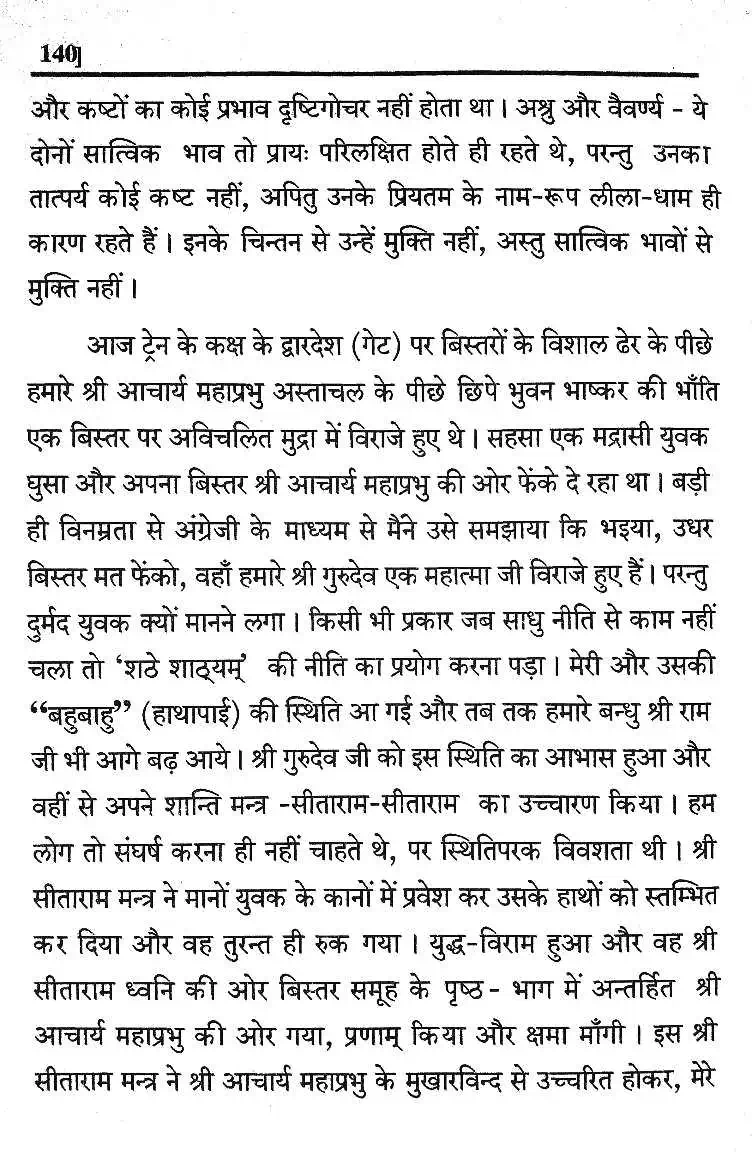 140]
और कष्टों का कोई प्रभाव दृष्टिगोचर नहीं होता था । अश्रु और वैवर्ण्य - ये
दोनों सात्विक भाव तो प्रायः परिलक्षित होते ही रहते थे, परन्तु उनका
तात्पर्य कोई कष्ट नहीं, अपितु उनके प्रियतम के नाम-रूप लीला-धाम ही
कारण रहते हैं । इनके चिन्तन से उन्हें मुक्ति नहीं, अस्तु सात्विक भावों से
मुक्ति नहीं ।
आज ट्रेन के कक्ष के द्वारदेश (गेट) पर बिस्तरों के विशाल ढेर के पीछे
हमारे श्री आचार्य महाप्रभु अस्ताचल के पीछे छिपे भुवन भाष्कर की भाँति
एक बिस्तर पर अविचलित मुद्रा में विराजे हुए थे । सहसा एक मद्रासी युवक
घुसा और अपना बिस्तर श्री आचार्य महाप्रभु की ओर फेंके दे रहा था । बड़ी
ही विनम्रता से अंग्रेजी के माध्यम से मैंने उसे समझाया कि भइया, उधर
बिस्तर मत फेंको, वहाँ हमारे श्री गुरुदेव एक महात्मा जी विराजे हुए हैं । परन्तु
दुर्मद युवक क्यों मानने लगा । किसी भी प्रकार जब साधु नीति से काम नहीं
चला तो ‘शठे शाठ्यम्’ की नीति का प्रयोग करना पड़ा । मेरी और उसकी
“बहुबाहु” (हाथापाई) की स्थिति आ गई और तब तक हमारे बन्धु श्री राम
जी भी आगे बढ़ आये । श्री गुरुदेव जी को इस स्थिति का आभास हुआ और
वहीं से अपने शान्ति मन्त्र -सीताराम-सीताराम का उच्चारण किया । हम
लोग तो संघर्ष करना ही नहीं चाहते थे, पर स्थितिपरक विवशता थी । श्री
सीताराम मन्त्र ने मानों युवक के कानों में प्रवेश कर उसके हाथों को स्तम्भित
कर दिया और वह तुरन्त ही रुक गया । युद्ध-विराम हुआ और वह श्री
सीताराम ध्वनि की ओर बिस्तर समूह के पृष्ठ - भाग में अन्तर्हित श्री
आचार्य महाप्रभु की ओर गया, प्रणाम् किया और क्षमा माँगी । इस श्री
सीताराम मन्त्र ने श्री आचार्य महाप्रभु के मुखारविन्द से उच्चरित होकर, मेरे